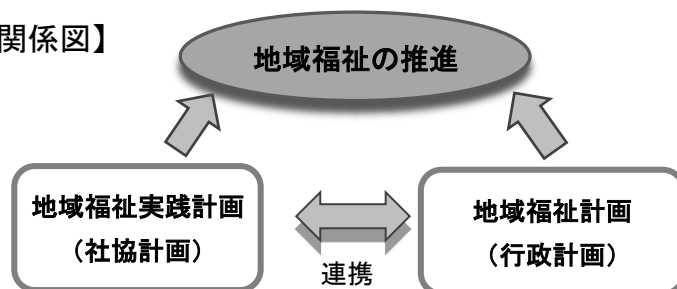 関係図】
地域福祉の推進
地域福祉実践計画
（社協計画）
地域福祉計画
（行政計画）
連携